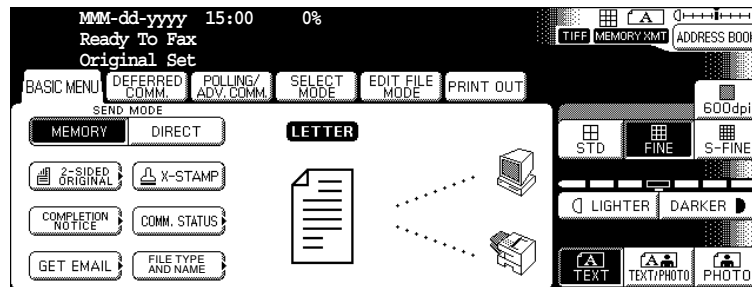 MMM-dd-yyyy 15:00 0%
Ready To Fax
Original Set
TIFF MEMORY XMT ADDRESS BOOK
BASIC MENU DEFERRED COMM. POLLING/ ADV. COMM. SELECT MODE EDIT FILE MODE PRINT OUT
SEND MODE
MEMORY DIRECT
LETTER
2-SIDED ORIGINAL X-STAMP
COMPLETION NOTICE COMM. STATUS
GET EMAIL FILE TYPE AND NAME
A
600dpi
STD FINE S-FINE
LIGHTER DARKER
A A
TEXT TEXT/PHOTO PHOTO